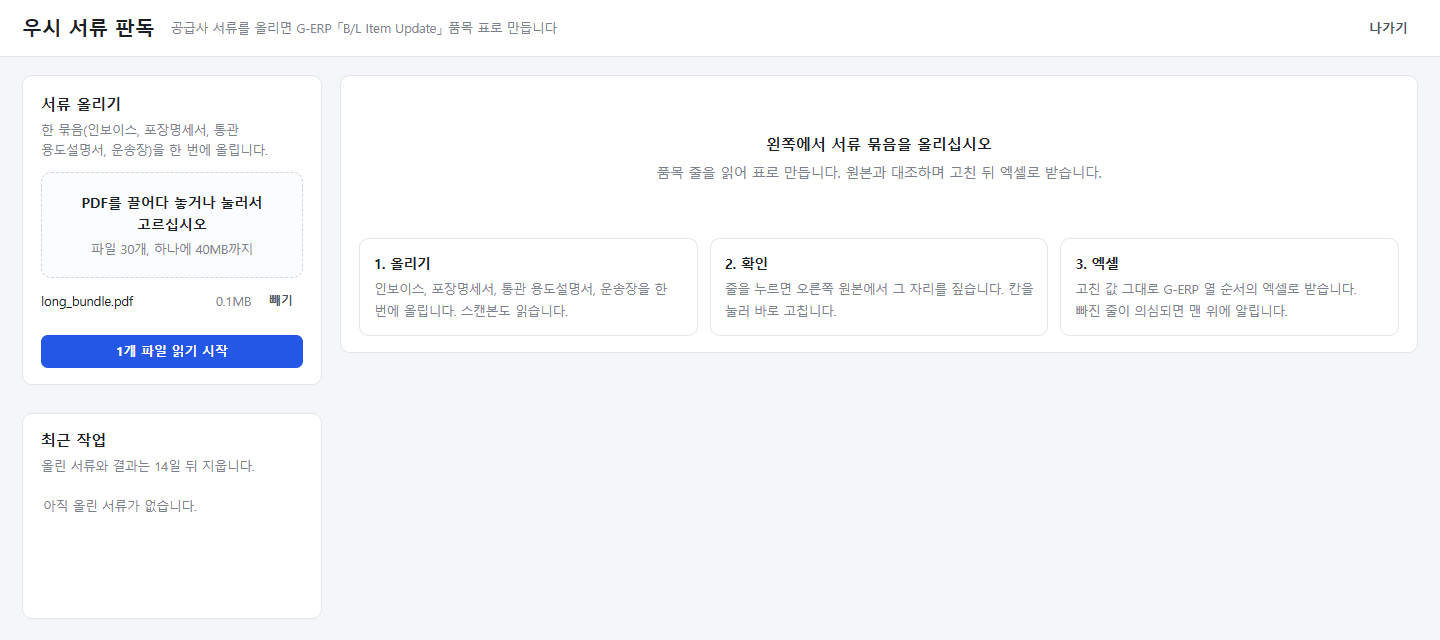 우시 서류 판독
공급사 서류를 올리면 G-ERP 「B/L Item Update」 품목 표로 만듭니다
나가기
서류 올리기
한 묶음(인보이스, 포장명세서, 통관
용도설명서, 운송장)을 한 번에 올립니다.
PDF를 끌어다 놓거나 눌러서
고르십시오
파일 30개, 하나에 40MB까지
long_bundle.pdf
0.1MB
빼기
1개 파일 읽기 시작
최근 작업
올린 서류와 결과는 14일 뒤 지웁니다.
아직 올린 서류가 없습니다.
왼쪽에서 서류 묶음을 올리십시오
품목 줄을 읽어 표로 만듭니다. 원본과 대조하며 고친 뒤 엑셀로 받습니다.
1. 올리기
인보이스, 포장명세서, 통관 용도설명서, 운송장을 한
번에 올립니다. 스캔본도 읽습니다.
2. 확인
줄을 누르면 오른쪽 원본에서 그 자리를 짚습니다. 칸을
눌러 바로 고칩니다.
3. 엑셀
고친 값 그대로 G-ERP 열 순서의 엑셀로 받습니다.
빠진 줄이 의심되면 맨 위에 알립니다.